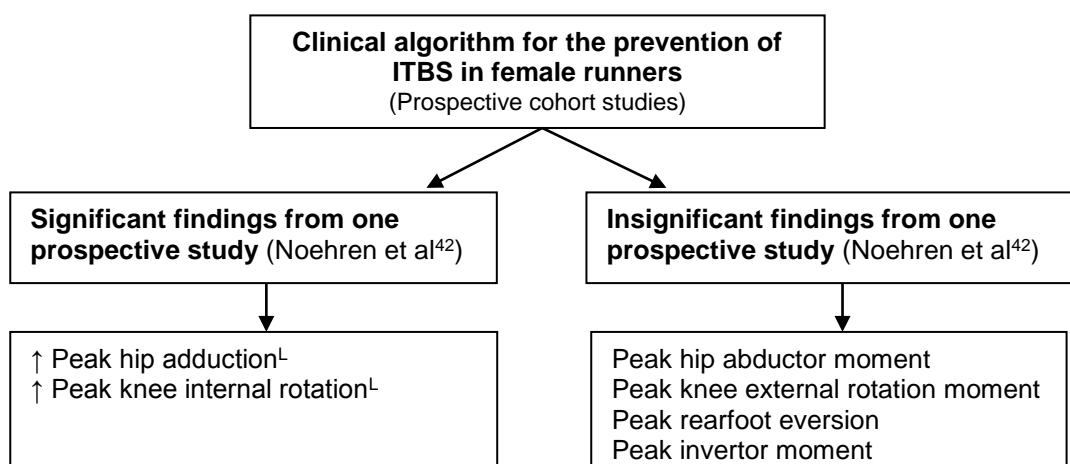 Clinical algorithm for the prevention of
ITBS in female runners
(Prospective cohort studies)
Significant findings from one
prospective study (Noehren et al⁴²)
Insignificant findings from one
prospective study (Noehren et al⁴²)
↑ Peak hip adductionᴸ
↑ Peak knee internal rotationᴸ
Peak hip abductor moment
Peak knee external rotation moment
Peak rearfoot eversion
Peak invertor moment